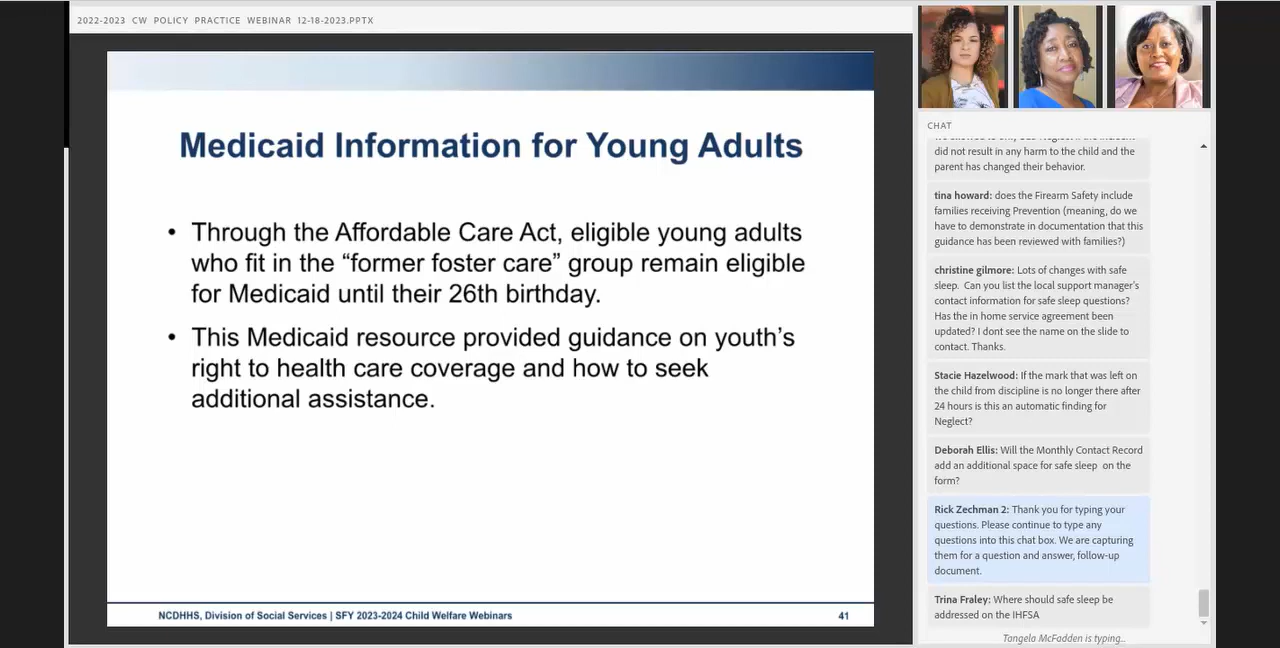 2022-2023 CW POLICY PRACTICE WEBINAR 12-18-2023.PPTX
Medicaid Information for Young Adults
• Through the Affordable Care Act, eligible young adults
who fit in the “former foster care” group remain eligible
for Medicaid until their 26th birthday.
• This Medicaid resource provided guidance on youth’s
right to health care coverage and how to seek
additional assistance.
NCDHHS, Division of Social Services | SFY 2023-2024 Child Welfare Webinars
41
CHAT
did not result in any harm to the child and the
parent has changed their behavior.
tina howard: does the Firearm Safety include
families receiving Prevention (meaning, do we
have to demonstrate in documentation that this
guidance has been reviewed with families?)
christine gilmore: Lots of changes with safe
sleep. Can you list the local support manager's
contact information for safe sleep questions?
Has the in home service agreement been
updated? I dont see the name on the slide to
contact. Thanks.
Stacie Hazelwood: If the mark that was left on
the child from discipline is no longer there after
24 hours is this an automatic finding for
Neglect?
Deborah Ellis: Will the Monthly Contact Record
add an additional space for safe sleep on the
form?
Rick Zechman 2: Thank you for typing your
questions. Please continue to type any
questions into this chat box. We are capturing
them for a question and answer, follow-up
document.
Trina Fraley: Where should safe sleep be
addressed on the IHFSA
Tangela McFadden is typing...